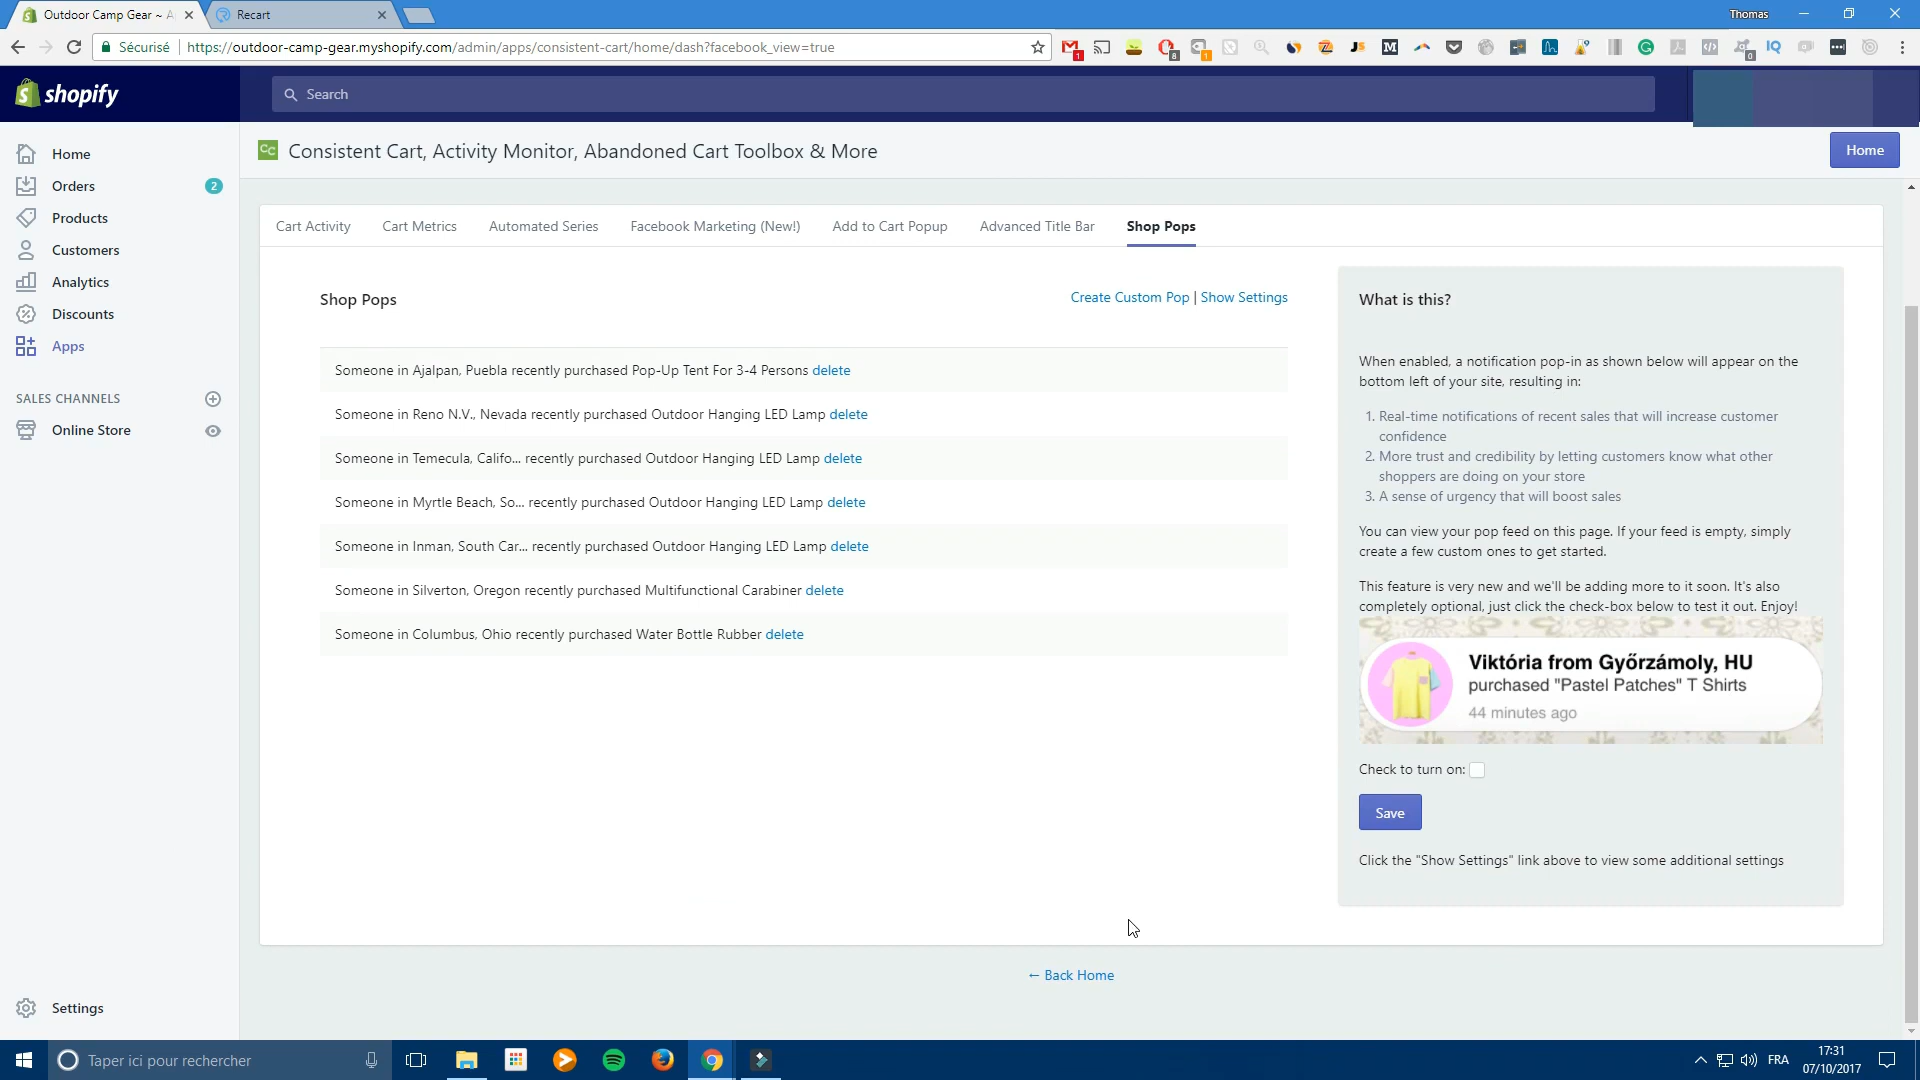 Outdoor Camp Gear ~ A
Recart
Thomas
Sécurisé
https://outdoor-camp-gear.myshopify.com/admin/apps/consistent-cart/home/dash?facebook_view=true
shopify
Search
Consistent Cart, Activity Monitor, Abandoned Cart Toolbox & More
Home
Home
Orders
2
Products
Customers
Analytics
Discounts
Apps
SALES CHANNELS
Online Store
Settings
Cart Activity
Cart Metrics
Automated Series
Facebook Marketing (New!)
Add to Cart Popup
Advanced Title Bar
Shop Pops
Shop Pops
Create Custom Pop | Show Settings
Someone in Ajalpan, Puebla recently purchased Pop-Up Tent For 3-4 Persons delete
Someone in Reno N.V., Nevada recently purchased Outdoor Hanging LED Lamp delete
Someone in Temecula, Califo... recently purchased Outdoor Hanging LED Lamp delete
Someone in Myrtle Beach, So... recently purchased Outdoor Hanging LED Lamp delete
Someone in Inman, South Car... recently purchased Outdoor Hanging LED Lamp delete
Someone in Silverton, Oregon recently purchased Multifunctional Carabiner delete
Someone in Columbus, Ohio recently purchased Water Bottle Rubber delete
What is this?
When enabled, a notification pop-in as shown below will appear on the
bottom left of your site, resulting in:
1. Real-time notifications of recent sales that will increase customer
confidence
2. More trust and credibility by letting customers know what other
shoppers are doing on your store
3. A sense of urgency that will boost sales
You can view your pop feed on this page. If your feed is empty, simply
create a few custom ones to get started.
This feature is very new and we'll be adding more to it soon. It's also
completely optional, just click the check-box below to test it out. Enjoy!
Viktória from Győrzámoly, HU
purchased "Pastel Patches" T Shirts
44 minutes ago
Check to turn on:
Save
Click the "Show Settings" link above to view some additional settings
← Back Home
Taper ici pour rechercher
FRA
17:31
07/10/2017